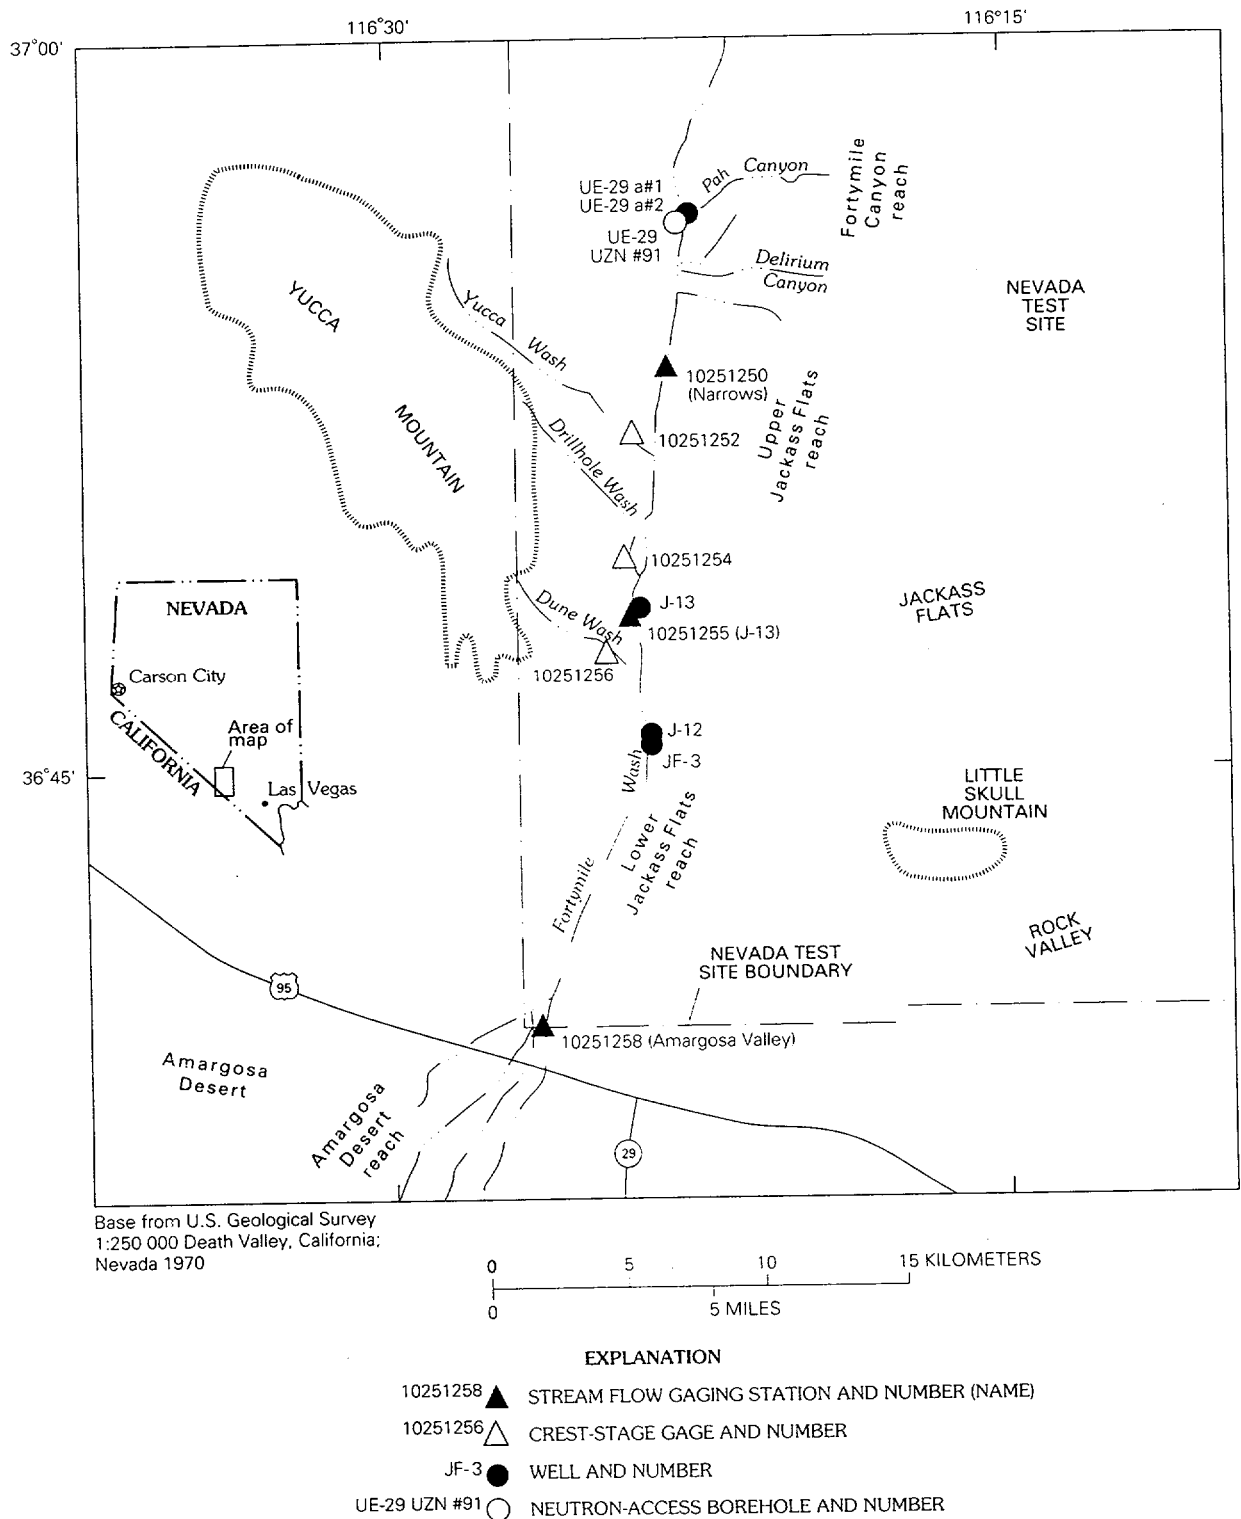 116°30'
116°15'
37°00'
Pah Canyon
Fortymile
Canyon
reach
UE-29 a#1
UE-29 a#2
UE-29
UZN #91
Delirium
Canyon
NEVADA
TEST
SITE
YUCCA
MOUNTAIN
Yucca Wash
10251250
(Narrows)
Upper
Jackass Flats
reach
Drillhole Wash
10251252
10251254
J-13
10251255 (J-13)
Dune Wash
10251256
JACKASS
FLATS
NEVADA
Carson City
CALIFORNIA
Area of
map
Las Vegas
J-12
JF-3
36°45'
Fortymile Wash
Lower
Jackass Flats
reach
LITTLE
SKULL
MOUNTAIN
ROCK
VALLEY
NEVADA TEST
SITE BOUNDARY
95
10251258 (Amargosa Valley)
Amargosa
Desert
Amargosa
Desert
reach
29
Base from U.S. Geological Survey
1:250 000 Death Valley, California;
Nevada 1970
0 5 10 15 KILOMETERS
0 5 MILES
EXPLANATION
10251258 STREAM FLOW GAGING STATION AND NUMBER (NAME)
10251256 CREST-STAGE GAGE AND NUMBER
JF-3 WELL AND NUMBER
UE-29 UZN #91 NEUTRON-ACCESS BOREHOLE AND NUMBER